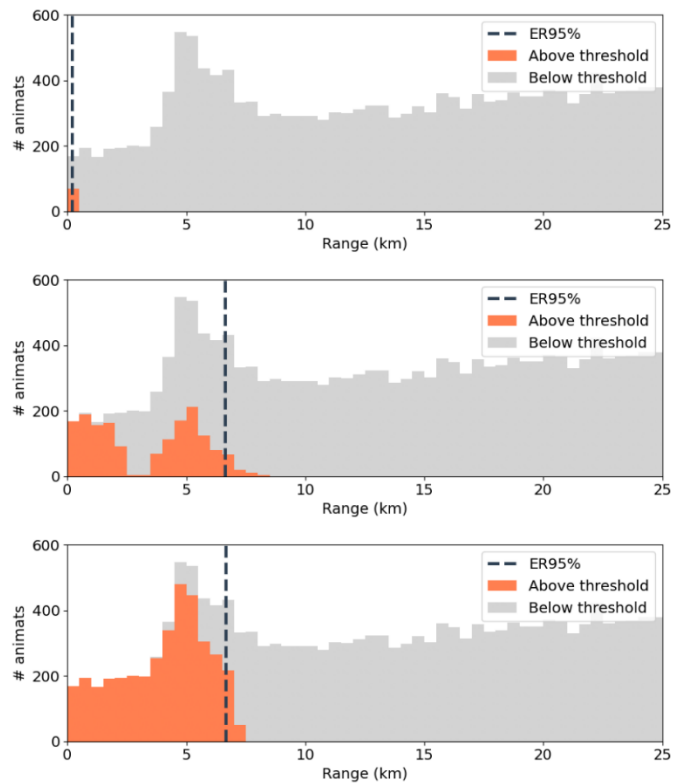 600
400
200
0
# animats
ER95%
Above threshold
Below threshold
0 5 10 15 20 25
Range (km)
600
400
200
0
# animats
ER95%
Above threshold
Below threshold
0 5 10 15 20 25
Range (km)
600
400
200
0
# animats
ER95%
Above threshold
Below threshold
0 5 10 15 20 25
Range (km)